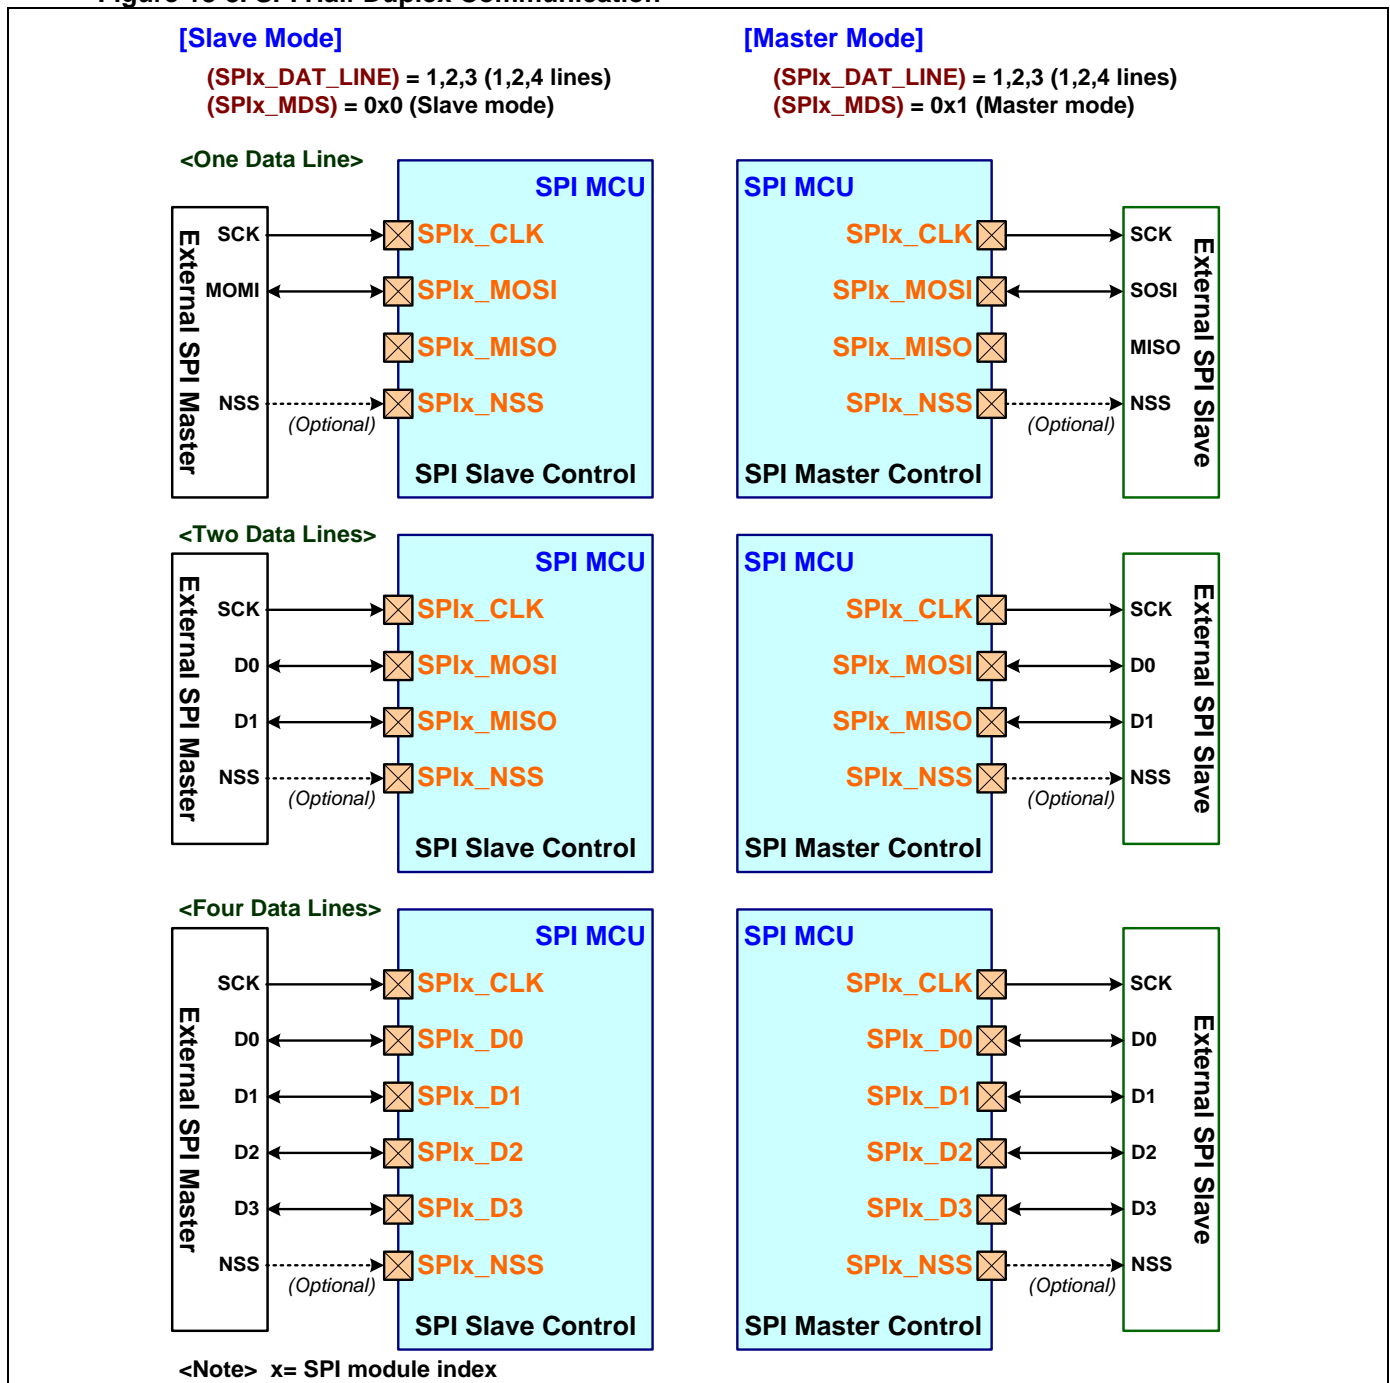 [Slave Mode]
(SPIx_DAT_LINE) = 1,2,3 (1,2,4 lines)
(SPIx_MDS) = 0x0 (Slave mode)
[Master Mode]
(SPIx_DAT_LINE) = 1,2,3 (1,2,4 lines)
(SPIx_MDS) = 0x1 (Master mode)
<One Data Line>
External SPI Master
SCK
MOMI
NSS
(Optional)
SPI MCU
SPIx_CLK
SPIx_MOSI
SPIx_MISO
SPIx_NSS
SPI Slave Control
SPI MCU
SPIx_CLK
SPIx_MOSI
SPIx_MISO
SPIx_NSS
SPI Master Control
(Optional)
SCK
SOSI
MISO
NSS
External SPI Slave
<Two Data Lines>
External SPI Master
SCK
D0
D1
NSS
(Optional)
SPI MCU
SPIx_CLK
SPIx_MOSI
SPIx_MISO
SPIx_NSS
SPI Slave Control
SPI MCU
SPIx_CLK
SPIx_MOSI
SPIx_MISO
SPIx_NSS
SPI Master Control
(Optional)
SCK
D0
D1
NSS
External SPI Slave
<Four Data Lines>
External SPI Master
SCK
D0
D1
D2
D3
NSS
(Optional)
SPI MCU
SPIx_CLK
SPIx_D0
SPIx_D1
SPIx_D2
SPIx_D3
SPIx_NSS
SPI Slave Control
SPI MCU
SPIx_CLK
SPIx_D0
SPIx_D1
SPIx_D2
SPIx_D3
SPIx_NSS
SPI Master Control
(Optional)
SCK
D0
D1
D2
D3
NSS
External SPI Slave
<Note> x= SPI module index